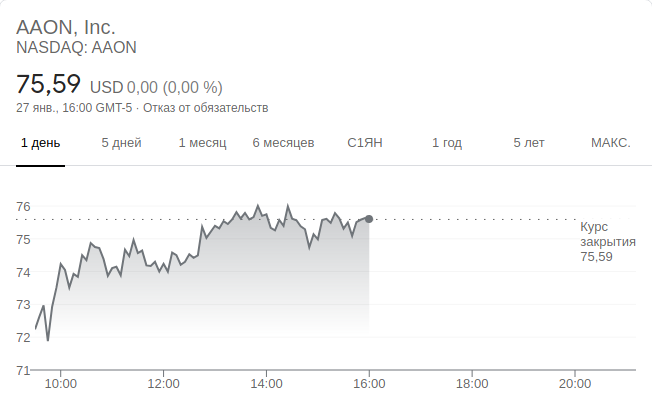 AAON, Inc.
NASDAQ: AAON
75,59 USD 0,00 (0,00 %)
27 янв., 16:00 GMT-5 · Отказ от обязательств
1 день 5 дней 1 месяц 6 месяцев С1ЯН 1 год 5 лет МАКС.
76
75
74
73
72
71
Курс
закрытия
75,59
10:00 12:00 14:00 16:00 18:00 20:00